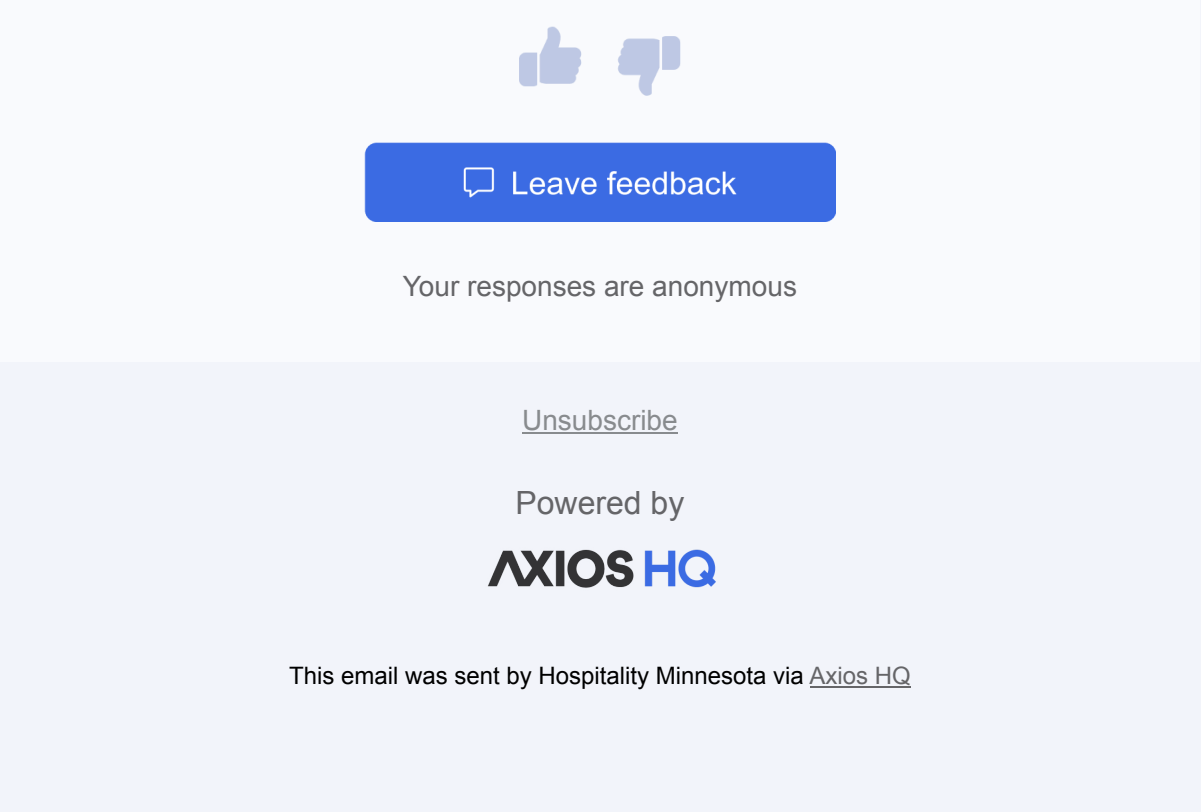 Leave feedback
Your responses are anonymous
Unsubscribe
Powered by
AXIOS HQ
This email was sent by Hospitality Minnesota via Axios HQ